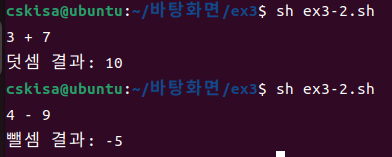 cskisa@ubuntu:~/바탕화면/ex3$ sh ex3-2.sh
3 + 7
덧셈 결과: 10
cskisa@ubuntu:~/바탕화면/ex3$ sh ex3-2.sh
4 - 9
뺄셈 결과: -5